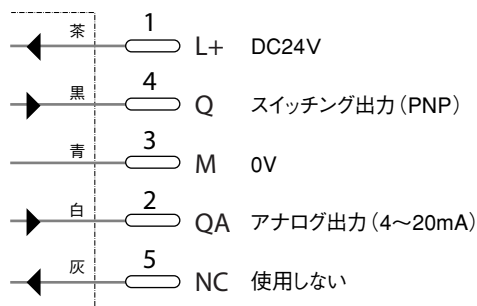 茶 1 L+ DC24V
黒 4 Q スイッチング出力（PNP）
青 3 M 0V
白 2 QA アナログ出力（4～20mA）
灰 5 NC 使用しない